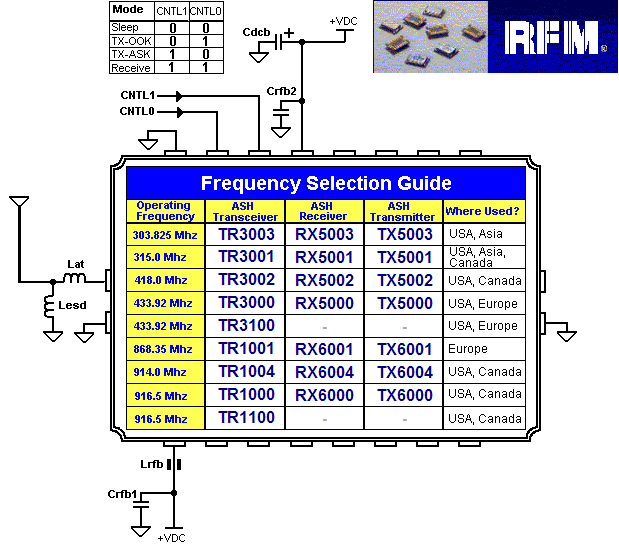 Mode CNTL1 CNTL0
Sleep 0 0
TX-OOK 0 1
TX-ASK 1 0
Receive 1 1
Cdcb + +VDC
RFM®
CNTL1
CNTL0
Crfb2
Frequency Selection Guide
Operating Frequency ASH Transceiver ASH Receiver ASH Transmitter Where Used?
303.825 Mhz TR3003 RX5003 TX5003 USA, Asia
315.0 Mhz TR3001 RX5001 TX5001 USA, Asia, Canada
418.0 Mhz TR3002 RX5002 TX5002 USA, Canada
433.92 Mhz TR3000 RX5000 TX5000 USA, Europe
433.92 Mhz TR3100 - - USA, Europe
868.35 Mhz TR1001 RX6001 TX6001 Europe
914.0 Mhz TR1004 RX6004 TX6004 USA, Canada
916.5 Mhz TR1000 RX6000 TX6000 USA, Canada
916.5 Mhz TR1100 - - USA, Canada
Lat
Lesd
Lrfb
Crfb1
+VDC